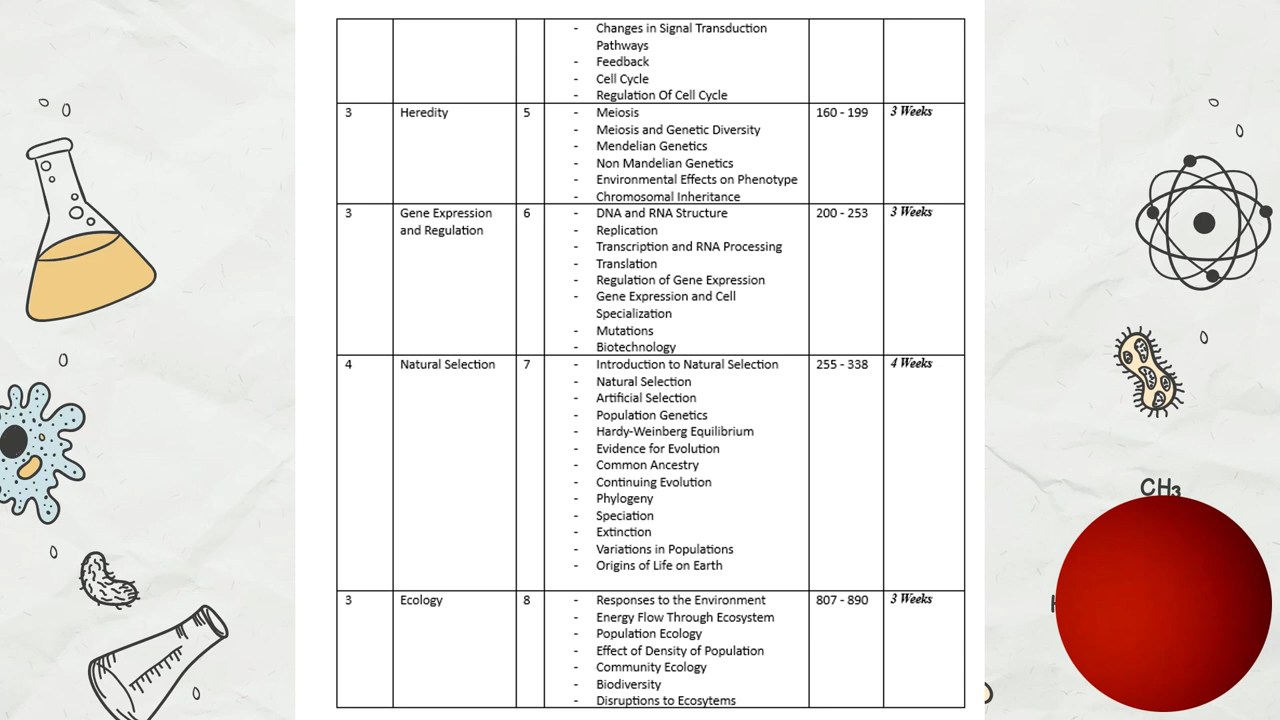 - Changes in Signal Transduction
Pathways
- Feedback
- Cell Cycle
- Regulation Of Cell Cycle
3 Heredity 5 - Meiosis 160 - 199 3 Weeks
- Meiosis and Genetic Diversity
- Mendelian Genetics
- Non Mandelian Genetics
- Environmental Effects on Phenotype
- Chromosomal Inheritance
3 Gene Expression 6 - DNA and RNA Structure 200 - 253 3 Weeks
and Regulation - Replication
- Transcription and RNA Processing
- Translation
- Regulation of Gene Expression
- Gene Expression and Cell
Specialization
- Mutations
- Biotechnology
4 Natural Selection 7 - Introduction to Natural Selection 255 - 338 4 Weeks
- Natural Selection
- Artificial Selection
- Population Genetics
- Hardy-Weinberg Equilibrium
- Evidence for Evolution
- Common Ancestry
- Continuing Evolution
- Phylogeny
- Speciation
- Extinction
- Variations in Populations
- Origins of Life on Earth
CH3
3 Ecology 8 - Responses to the Environment 807 - 890 3 Weeks
- Energy Flow Through Ecosystem
- Population Ecology
- Effect of Density of Population
- Community Ecology
- Biodiversity
- Disruptions to Ecosytems